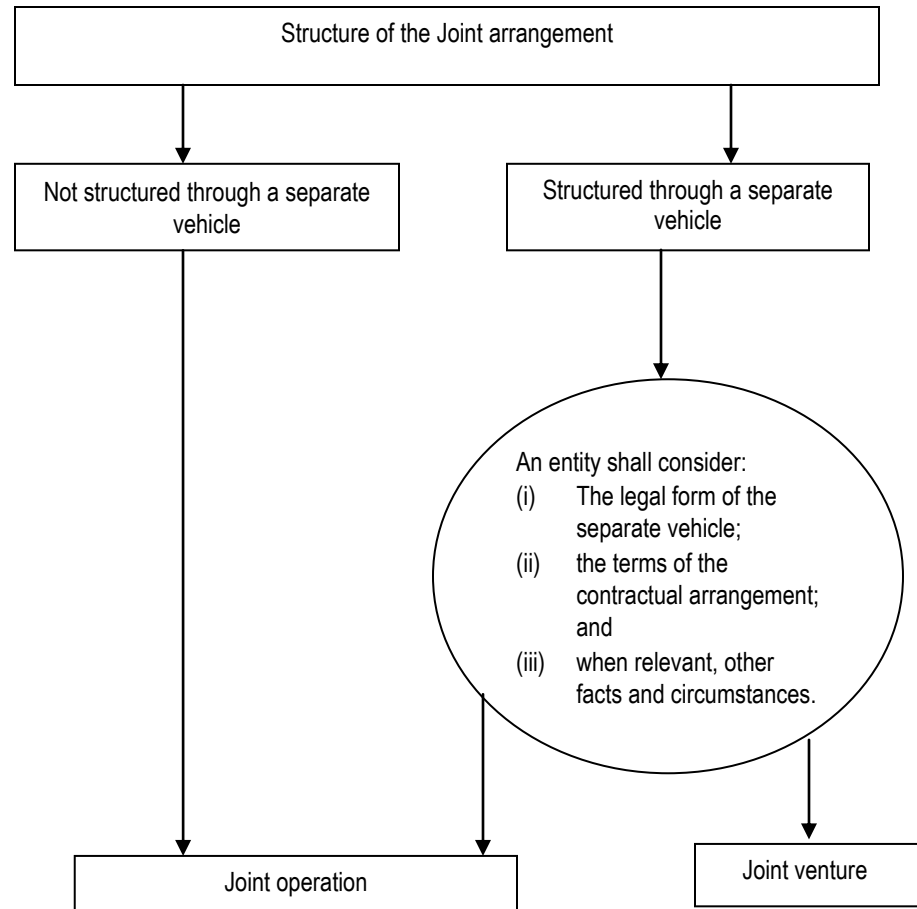 Structure of the Joint arrangement
Not structured through a separate
vehicle
Structured through a separate
vehicle
An entity shall consider:
(i) The legal form of the
separate vehicle;
(ii) the terms of the
contractual arrangement;
and
(iii) when relevant, other
facts and circumstances.
Joint operation
Joint venture